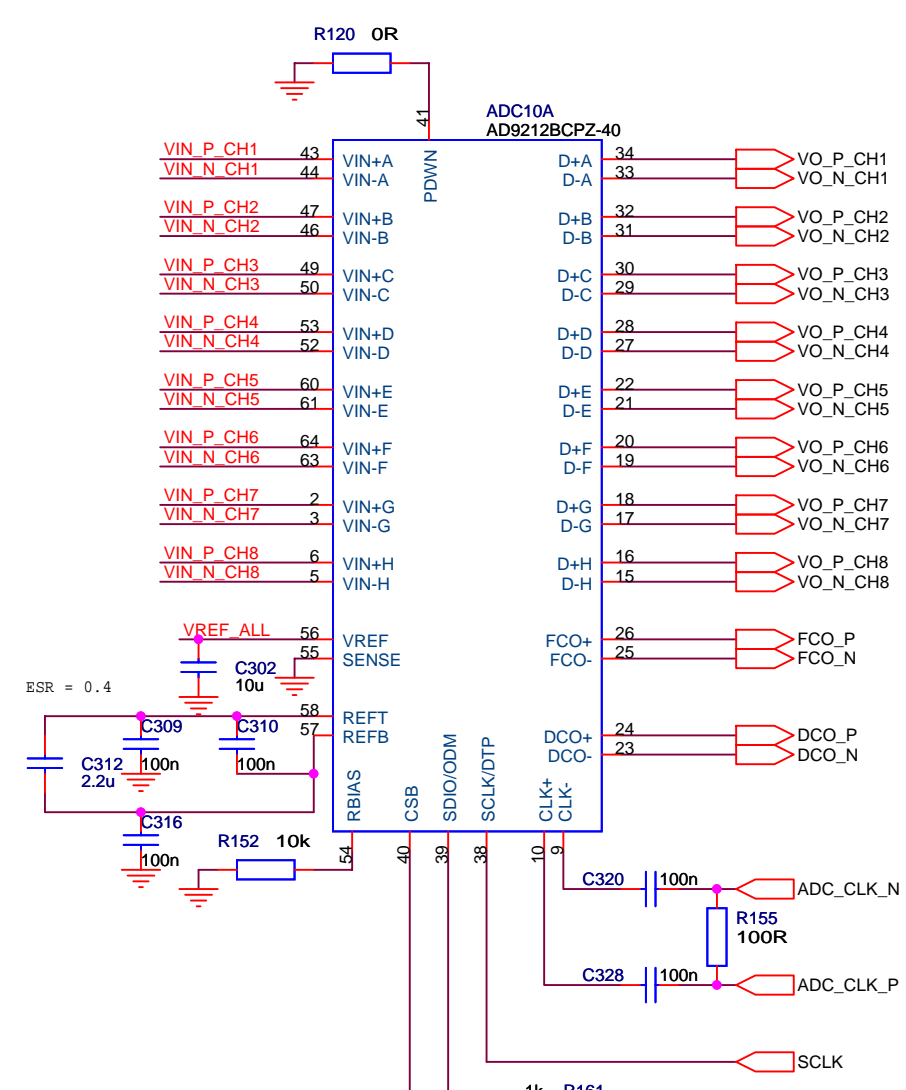 R120 0R
41
ADC10A
AD9212BCPZ-40
PDWN
VIN_P_CH1 43 VIN+A D+A 34 VO_P_CH1
VIN_N_CH1 44 VIN-A D-A 33 VO_N_CH1
VIN_P_CH2 47 VIN+B D+B 32 VO_P_CH2
VIN_N_CH2 46 VIN-B D-B 31 VO_N_CH2
VIN_P_CH3 49 VIN+C D+C 30 VO_P_CH3
VIN_N_CH3 50 VIN-C D-C 29 VO_N_CH3
VIN_P_CH4 53 VIN+D D+D 28 VO_P_CH4
VIN_N_CH4 52 VIN-D D-D 27 VO_N_CH4
VIN_P_CH5 60 VIN+E D+E 22 VO_P_CH5
VIN_N_CH5 61 VIN-E D-E 21 VO_N_CH5
VIN_P_CH6 64 VIN+F D+F 20 VO_P_CH6
VIN_N_CH6 63 VIN-F D-F 19 VO_N_CH6
VIN_P_CH7 2 VIN+G D+G 18 VO_P_CH7
VIN_N_CH7 3 VIN-G D-G 17 VO_N_CH7
VIN_P_CH8 6 VIN+H D+H 16 VO_P_CH8
VIN_N_CH8 5 VIN-H D-H 15 VO_N_CH8
VREF_ALL 56 VREF FCO+ 26 FCO_P
55 SENSE FCO- 25 FCO_N
C302
10u
ESR = 0.4
58 REFT
57 REFB
DCO+ 24 DCO_P
DCO- 23 DCO_N
C309
100n
C310
100n
C312
2.2u
C316
100n
RBIAS
CSB
SDIO/ODM
SCLK/DTP
CLK+
CLK-
54
40
39
38
10
9
R152 10k
C320 100n ADC_CLK_N
R155
100R
C328 100n ADC_CLK_P
SCLK
1k R161